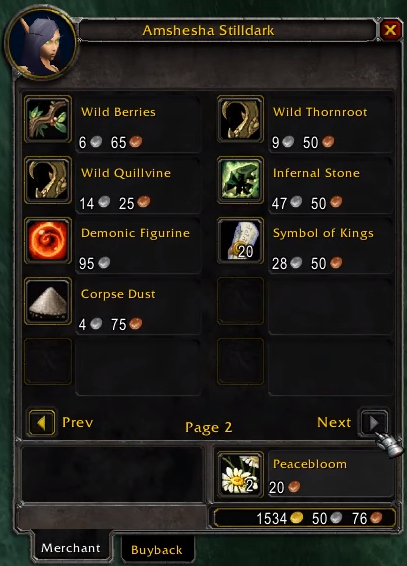 Amshesha Stilldark
Wild Berries
6 65
Wild Thornroot
9 50
Wild Quillvine
14 25
Infernal Stone
47 50
Demonic Figurine
95
Symbol of Kings
20
28 50
Corpse Dust
4 75
Prev
Page 2
Next
Peacebloom
2
20
1534 50 76
Merchant
Buyback